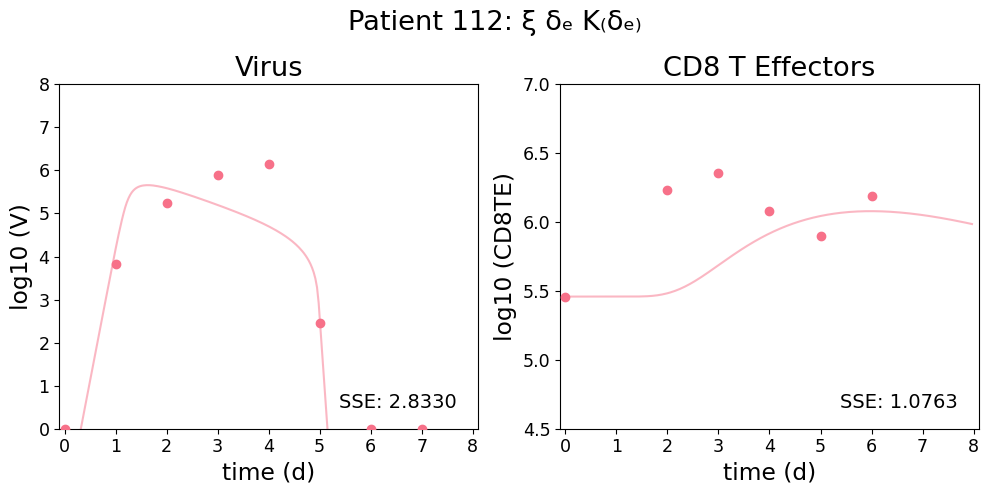 Patient 112: ξ δₑ K₍δₑ₎
Virus
CD8 T Effectors
log10 (V)
8
7
6
5
4
3
2
1
0
SSE: 2.8330
0 1 2 3 4 5 6 7 8
time (d)
log10 (CD8TE)
7.0
6.5
6.0
5.5
5.0
4.5
SSE: 1.0763
0 1 2 3 4 5 6 7 8
time (d)